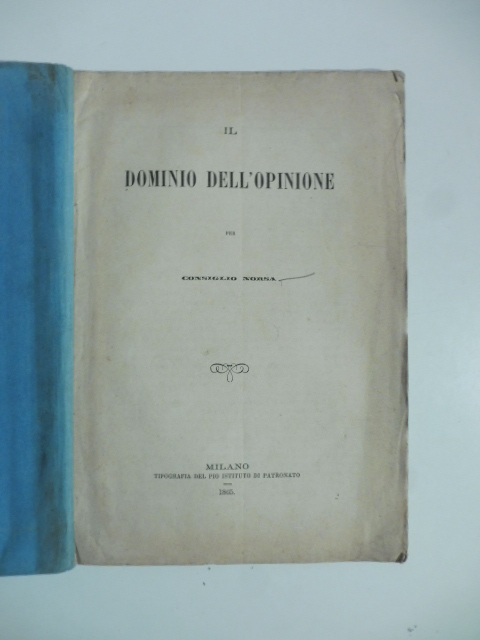 IL
DOMINIO DELL'OPINIONE
PER
CONSIGLIO NORSA
MILANO
TIPOGRAFIA DEL PIO ISTITUTO DI PATRONATO
1865.